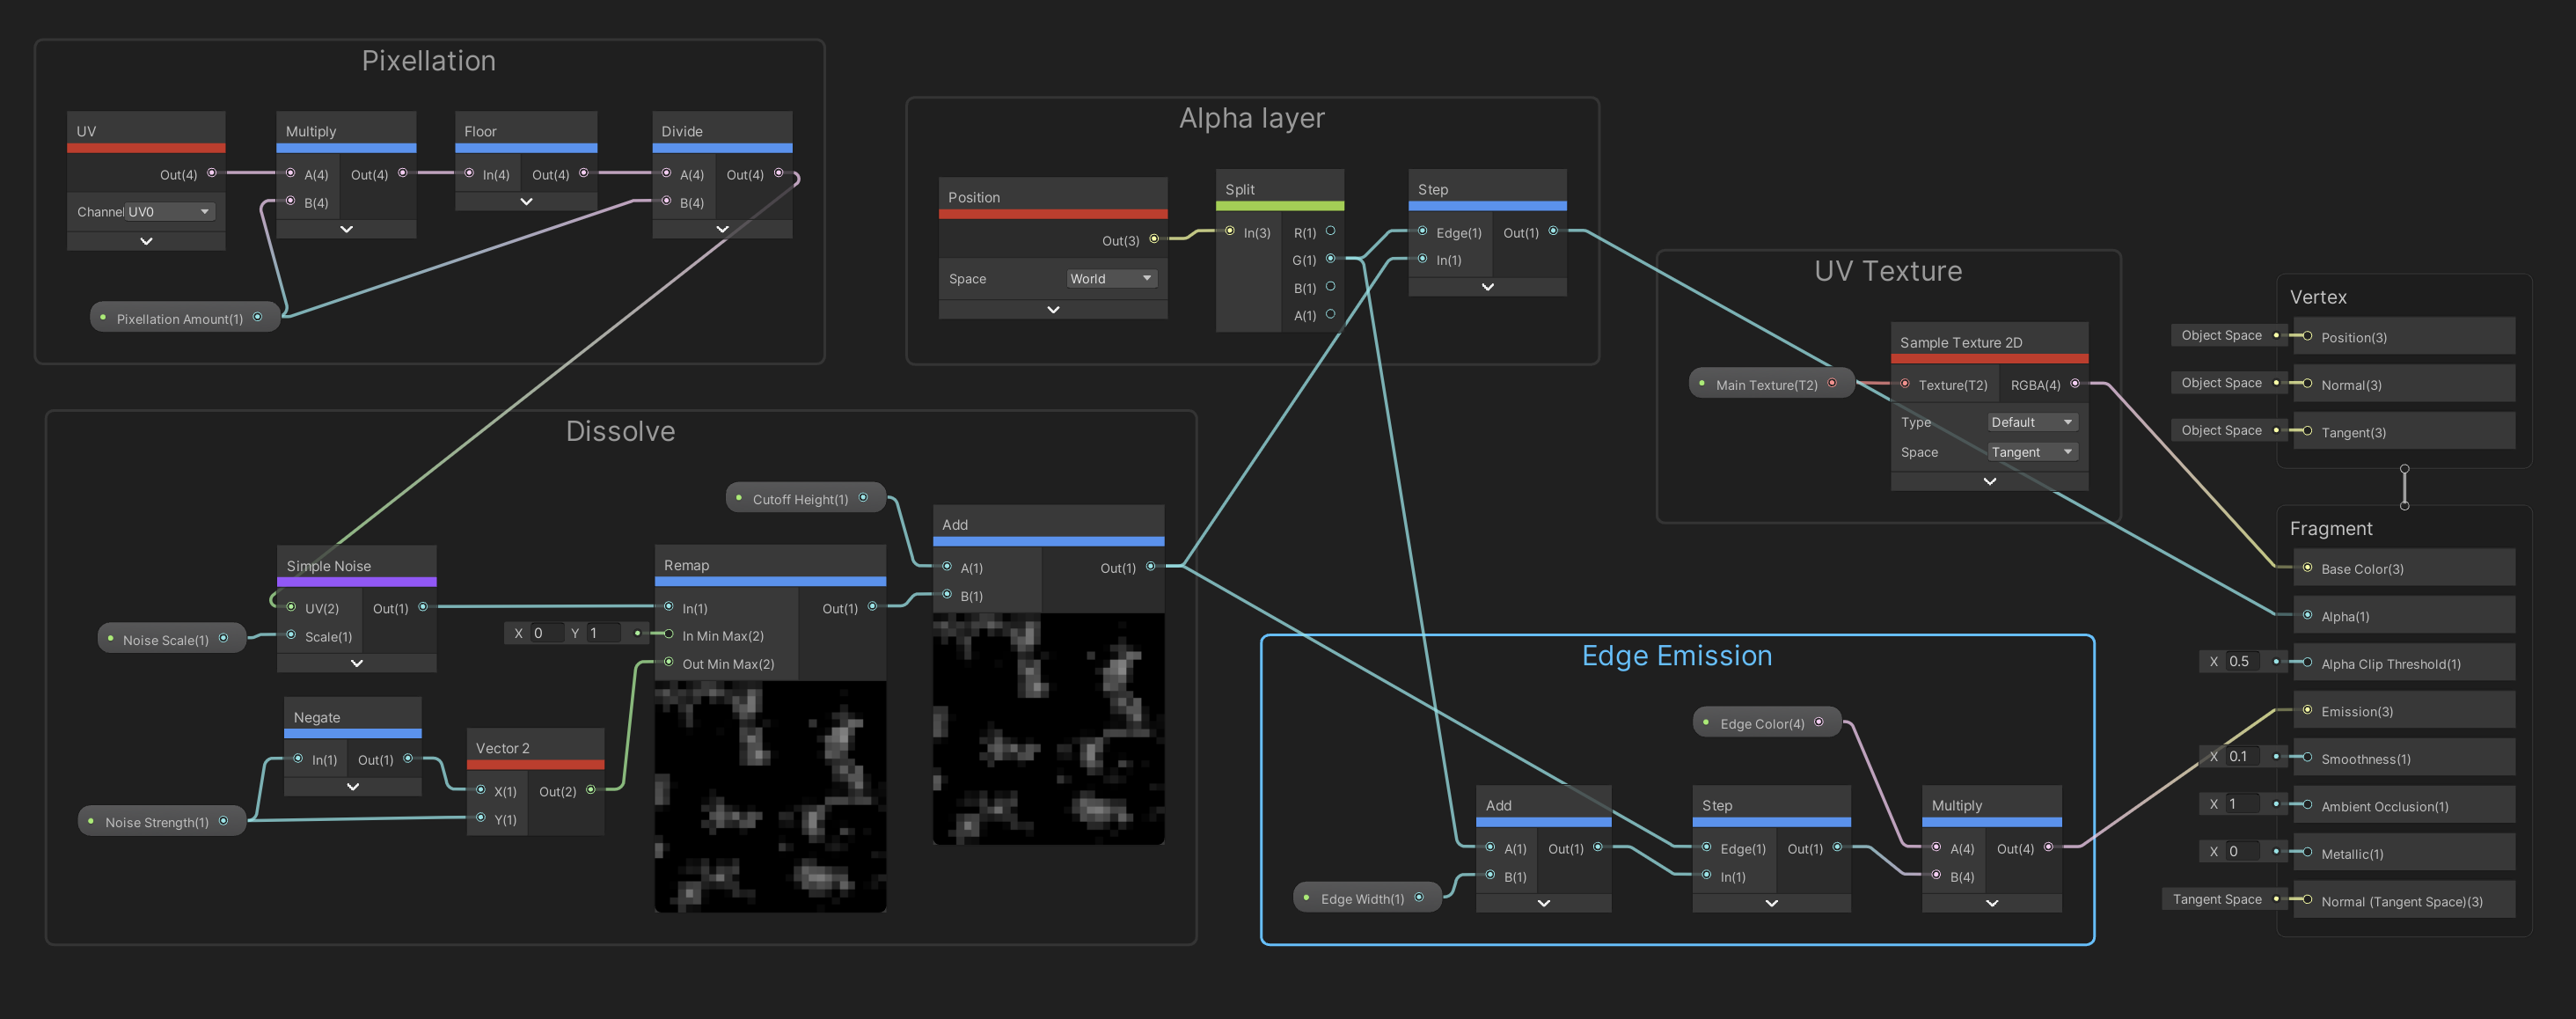 Pixellation
UV
Out(4)
Channel UV0
Multiply
A(4) Out(4)
B(4)
Floor
In(4) Out(4)
Divide
A(4) Out(4)
B(4)
Pixellation Amount(1)
Alpha layer
Position
Out(3)
Space World
Split
In(3) R(1)
G(1)
B(1)
A(1)
Step
Edge(1) Out(1)
In(1)
UV Texture
Main Texture(T2)
Sample Texture 2D
Texture(T2) RGBA(4)
Type Default
Space Tangent
Dissolve
Cutoff Height(1)
Simple Noise
UV(2) Out(1)
Scale(1)
Noise Scale(1)
Negate
In(1) Out(1)
Noise Strength(1)
Vector 2
X(1) Out(2)
Y(1)
Remap
In(1) Out(1)
X 0 Y 1 In Min Max(2)
Out Min Max(2)
Add
A(1) Out(1)
B(1)
Edge Emission
Edge Color(4)
Edge Width(1)
Add
A(1) Out(1)
B(1)
Step
Edge(1) Out(1)
In(1)
Multiply
A(4) Out(4)
B(4)
Vertex
Object Space Position(3)
Object Space Normal(3)
Object Space Tangent(3)
Fragment
Base Color(3)
Alpha(1)
X 0.5 Alpha Clip Threshold(1)
Emission(3)
X 0.1 Smoothness(1)
X 1 Ambient Occlusion(1)
X 0 Metallic(1)
Tangent Space Normal (Tangent Space)(3)